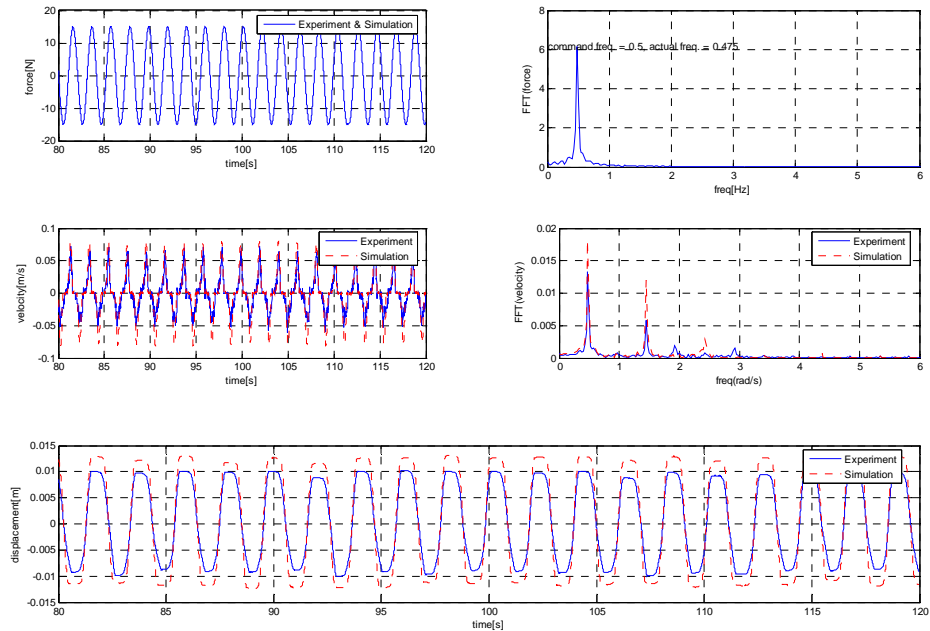 20
10
0
-10
-20
force[N]
80 85 90 95 100 105 110 115 120
time[s]
Experiment & Simulation
8
6
4
2
0
FFT(force)
command freq. = 0.5, actual freq. = 0.475
0 1 2 3 4 5 6
freq[Hz]
0.1
0.05
0
-0.05
-0.1
velocity[m/s]
80 85 90 95 100 105 110 115 120
time[s]
Experiment
Simulation
0.02
0.015
0.01
0.005
0
FFT(velocity)
0 1 2 3 4 5 6
freq(rad/s)
Experiment
Simulation
0.015
0.01
0.005
0
-0.005
-0.01
-0.015
displacement[m]
80 85 90 95 100 105 110 115 120
time[s]
Experiment
Simulation